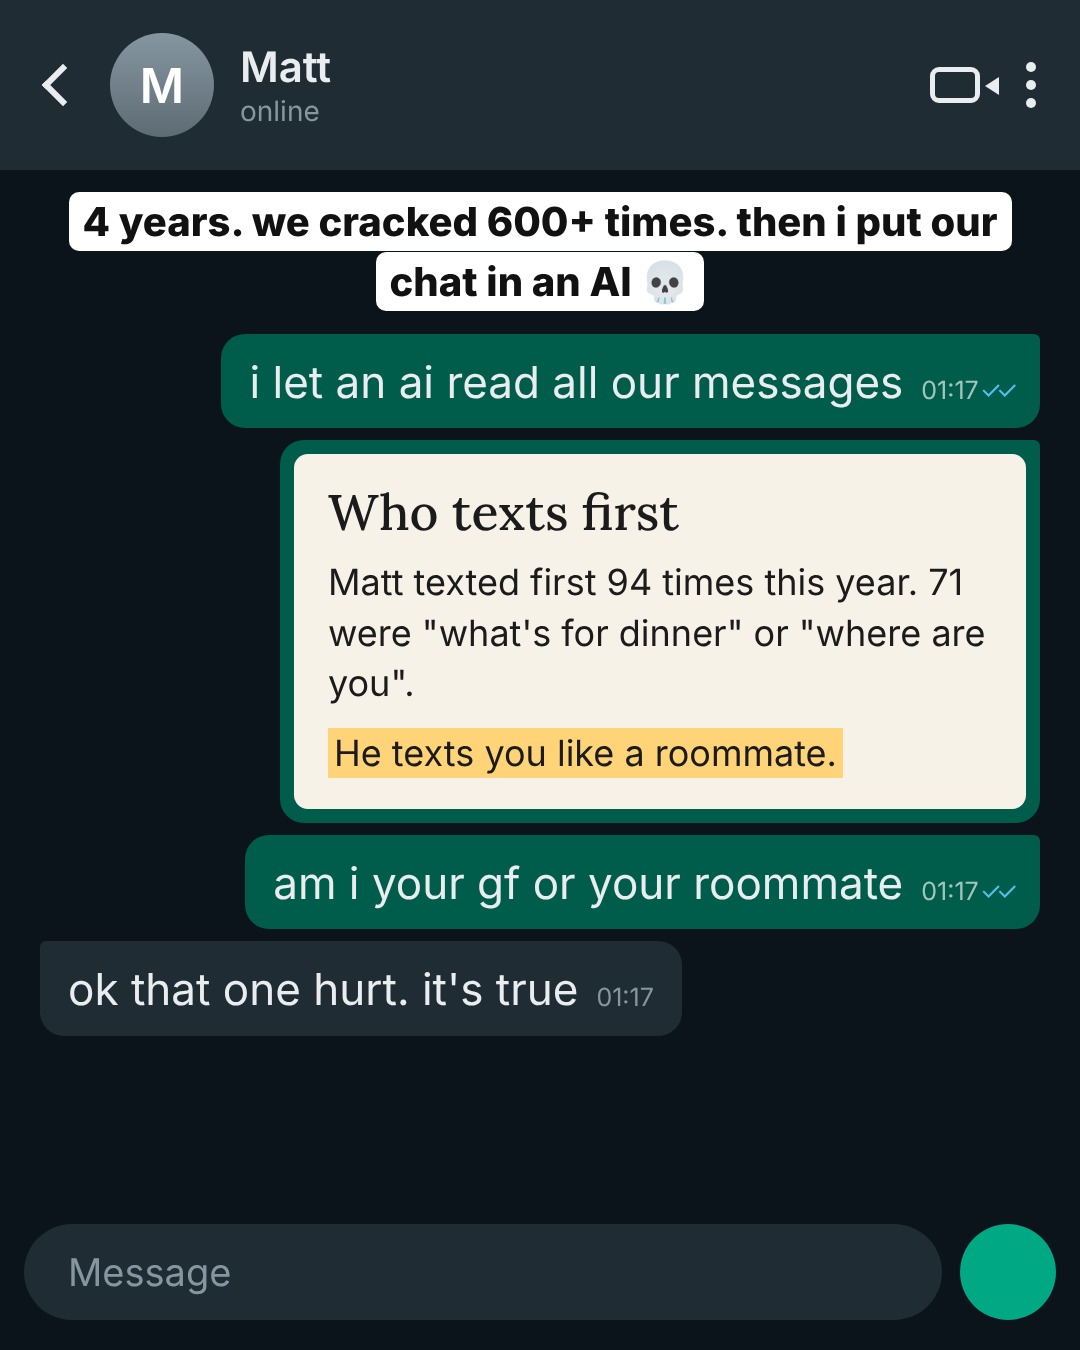 M
Matt
online
4 years. we cracked 600+ times. then i put our
chat in an AI 💀
i let an ai read all our messages 01:17
Who texts first
Matt texted first 94 times this year. 71
were "what's for dinner" or "where are
you".
He texts you like a roommate.
am i your gf or your roommate 01:17
ok that one hurt. it's true 01:17
Message